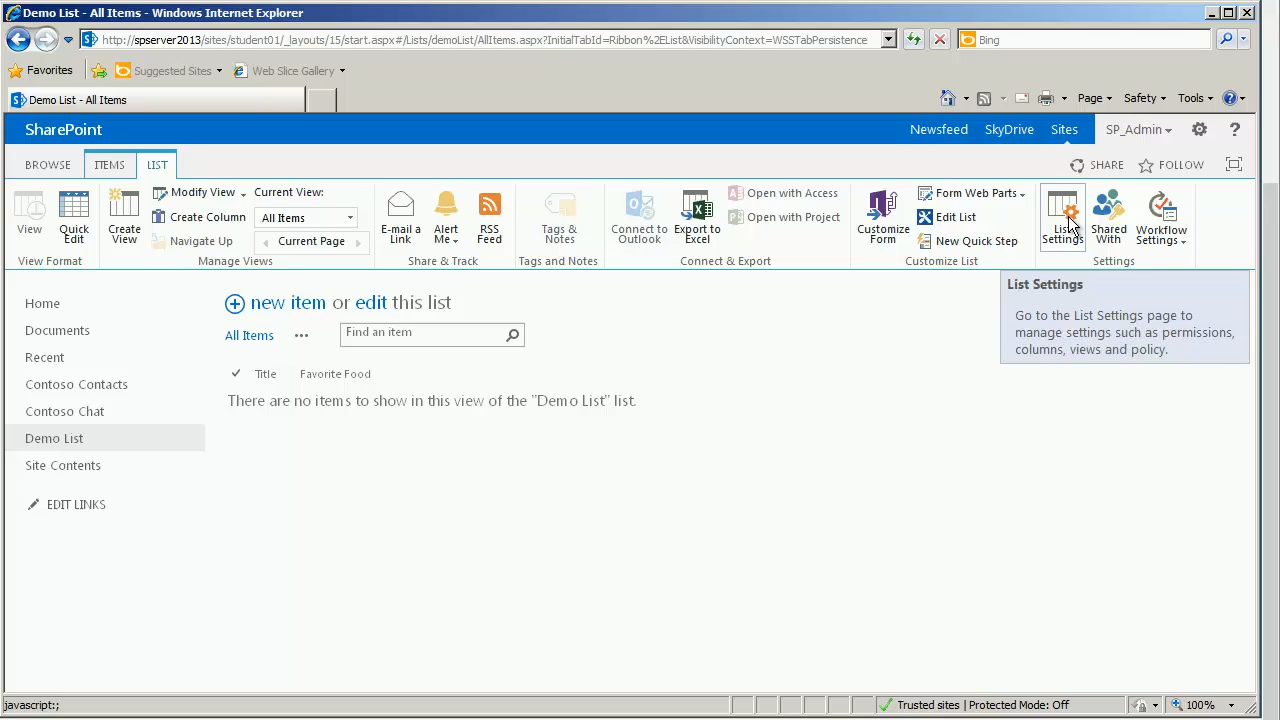 Demo List - All Items - Windows Internet Explorer
http://spserver2013/sites/student01/_layouts/15/start.aspx#/Lists/demoList/AllItems.aspx?InitialTabId=Ribbon%2EList&VisibilityContext=WSSTabPersistence
Bing
Favorites
Suggested Sites
Web Slice Gallery
Demo List - All Items
Page
Safety
Tools
SharePoint
Newsfeed
SkyDrive
Sites
SP_Admin
?
BROWSE
ITEMS
LIST
SHARE
FOLLOW
View
Quick
Edit
View Format
Create
View
Modify View
Create Column
Navigate Up
Current View:
All Items
Current Page
Manage Views
E-mail a
Link
Alert
Me
RSS
Feed
Share & Track
Tags &
Notes
Tags and Notes
Connect to
Outlook
Export to
Excel
Open with Access
Open with Project
Connect & Export
Customize
Form
Form Web Parts
Edit List
New Quick Step
Customize List
List
Settings
Shared
With
Workflow
Settings
Settings
List Settings
Go to the List Settings page to
manage settings such as permissions,
columns, views and policy.
Home
Documents
Recent
Contoso Contacts
Contoso Chat
Demo List
Site Contents
EDIT LINKS
new item or edit this list
All Items
Find an item
Title
Favorite Food
There are no items to show in this view of the "Demo List" list.
javascript:;
Trusted sites | Protected Mode: Off
100%